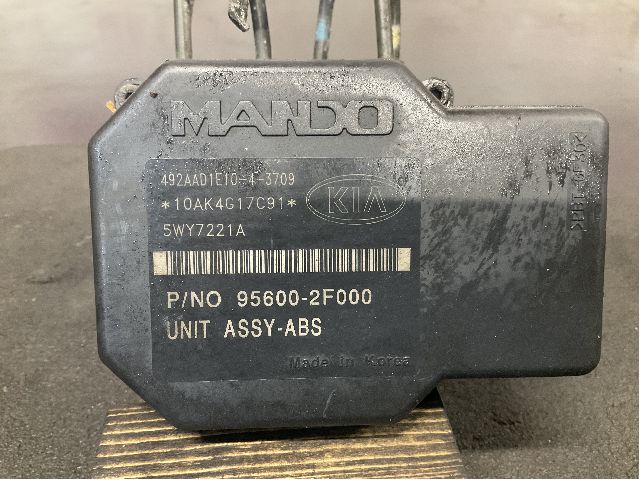 MANDO
492AAD1E10-4-3709
*10AK4G17C91*
KIA
5WY7221A
P/NO 95600-2F000
UNIT ASSY-ABS
Made in Korea